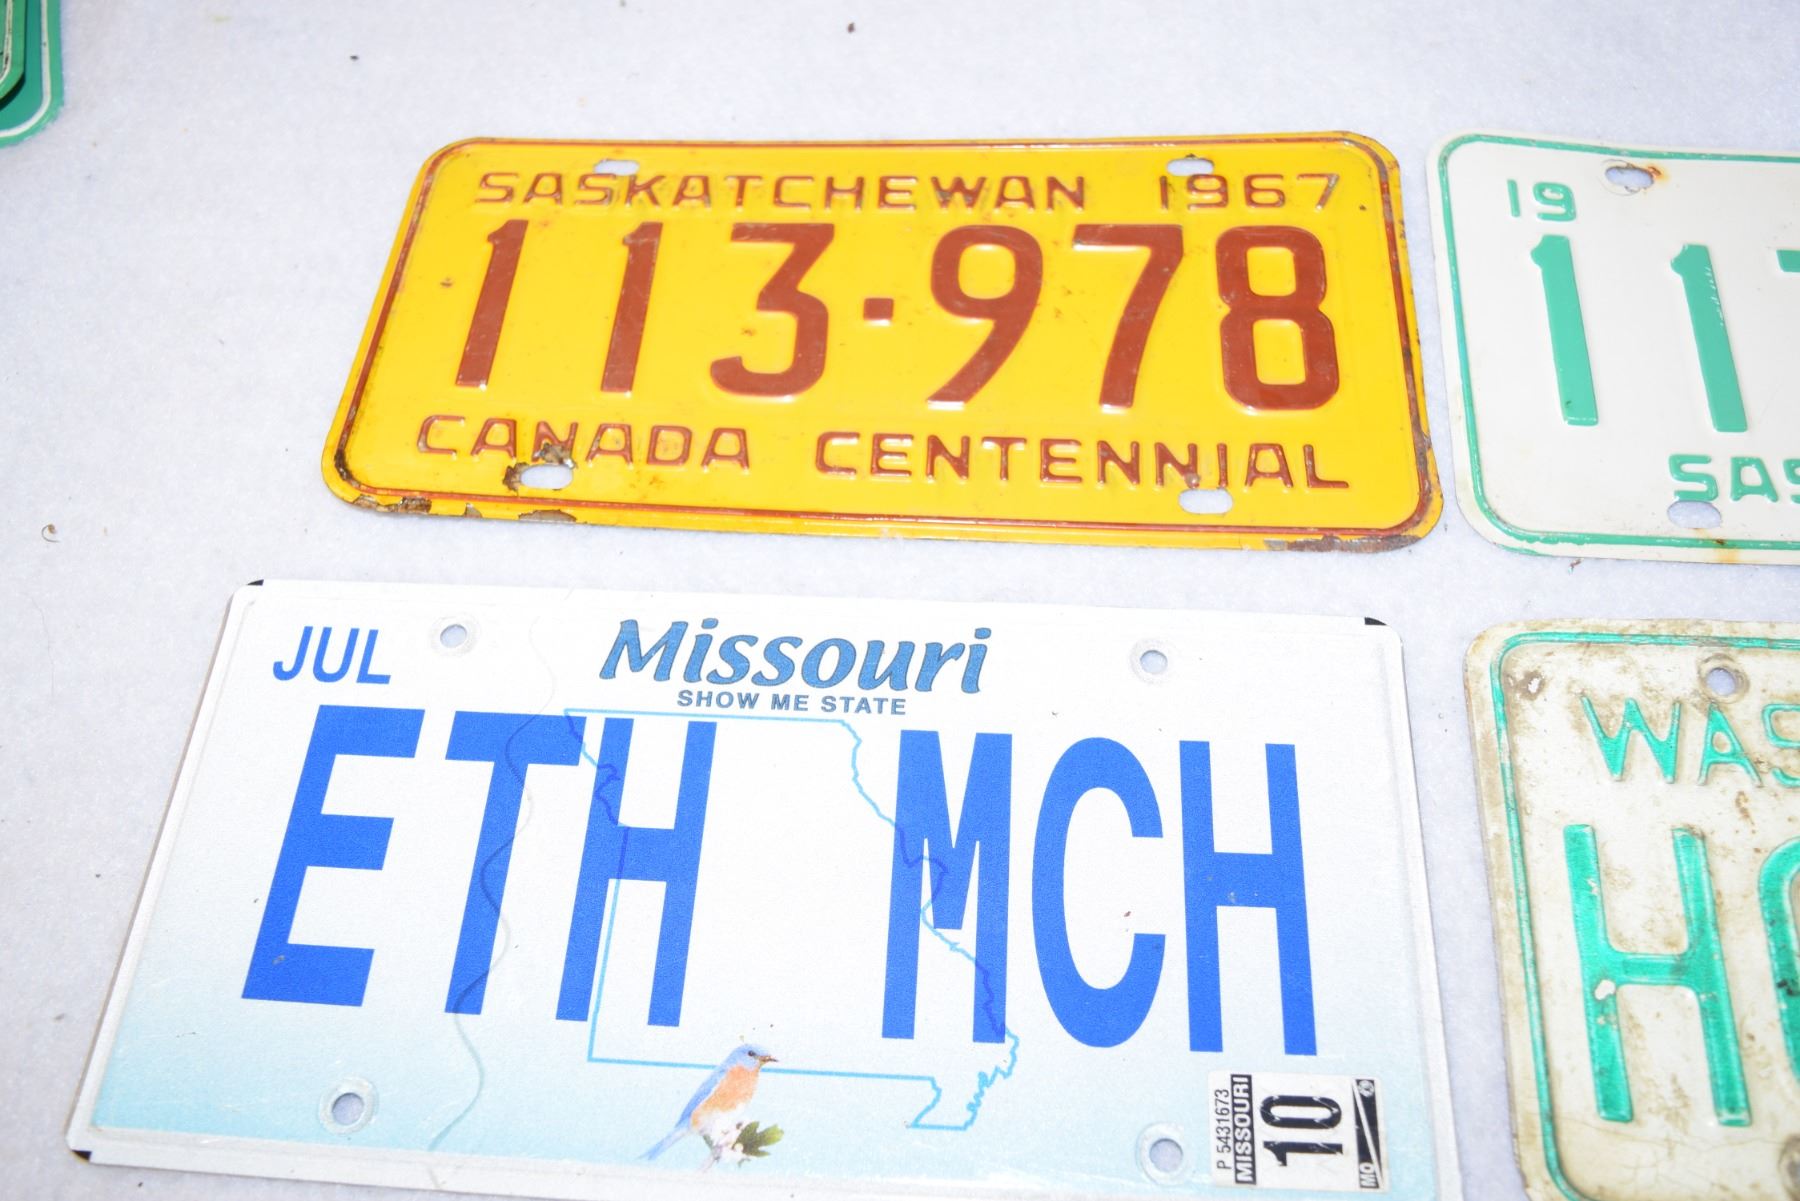 SASKATCHEWAN 1967
113-978
CANADA CENTENNIAL
19
11
SAS
JUL
Missouri
SHOW ME STATE
ETH MCH
P 5431673
MISSOURI
10
MO
WAS
H